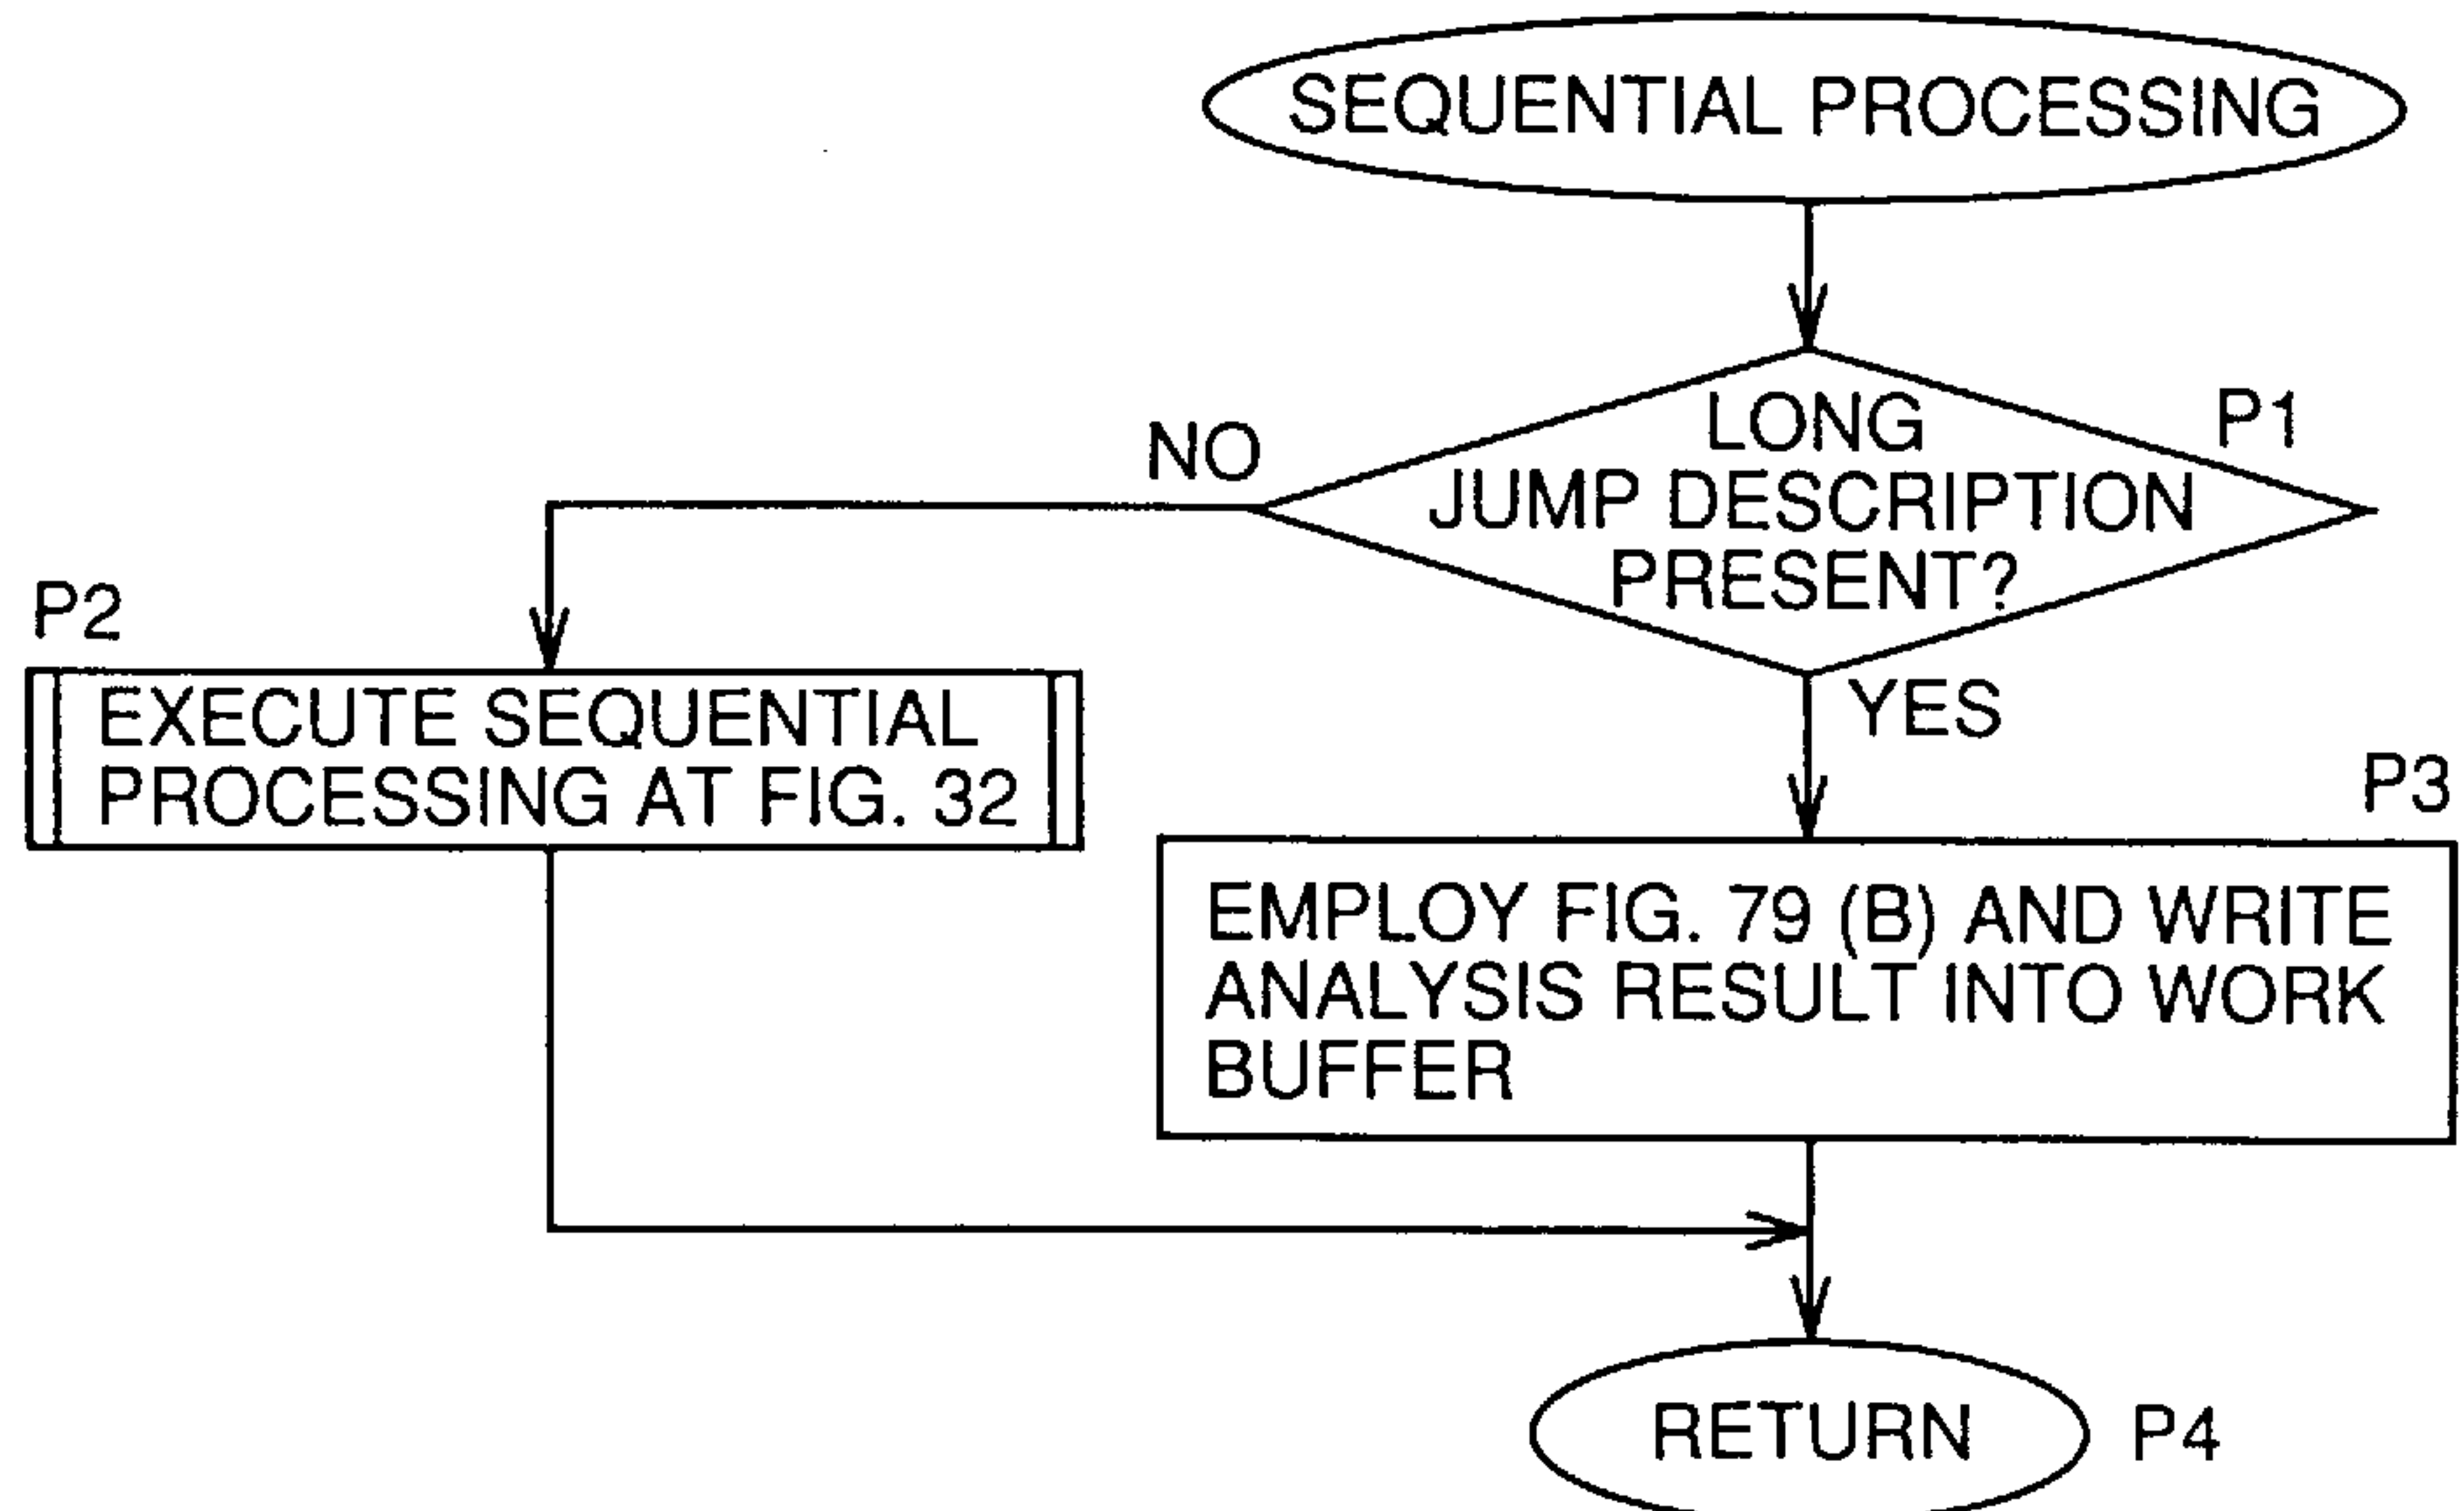 SEQUENTIAL PROCESSING
LONG
JUMP DESCRIPTION
PRESENT?
P1
NO
YES
P2
EXECUTE SEQUENTIAL
PROCESSING AT FIG. 32
P3
EMPLOY FIG. 79 (B) AND WRITE
ANALYSIS RESULT INTO WORK
BUFFER
RETURN
P4